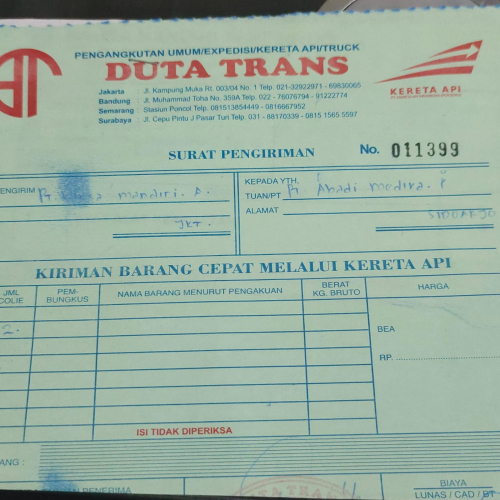 PENGANGKUTAN UMUM/EXPEDISI/KERETA API/TRUCK
DUTA TRANS
Jakarta : Jl. Kampung Muka Rt. 003/04 No. 1 Telp. 021-32922971 - 69830065
Bandung : Jl. Muhammad Toha No. 359A Telp. 022 - 76076794 - 91222774
Semarang : Stasiun Poncol Telp. 081513854449 - 0816667952
Surabaya : Jl. Cepu Pintu J Pasar Turi Telp. 031 - 88170339 - 0815 1565 5597
KERETA API
SURAT PENGIRIMAN No. 011399
ENGIRIM Pt. mandiri. A.
JKT.
KEPADA YTH.
TUAN/PT Pt. Abadi medika. P
ALAMAT SIDOARJO
KIRIMAN BARANG CEPAT MELALUI KERETA API
JML COLIE
PEM-BUNGKUS
NAMA BARANG MENURUT PENGAKUAN
BERAT KG. BRUTO
HARGA
2.
BEA
RP.
ISI TIDAK DIPERIKSA
ANG :
PENERIMA
BIAYA
LUNAS / CAD / BT